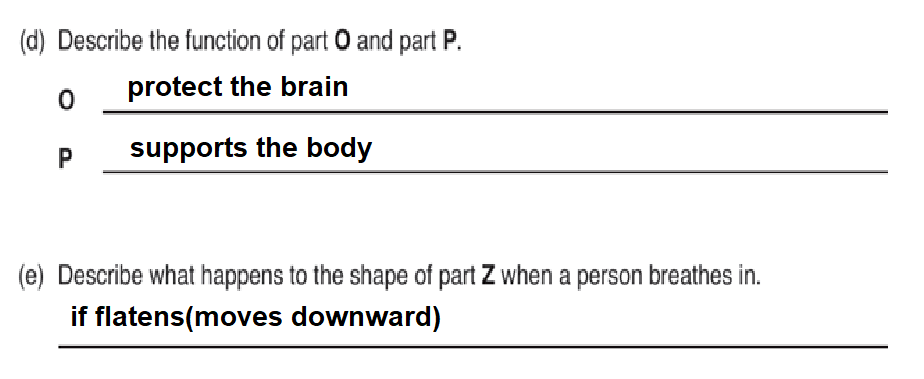 (d) Describe the function of part O and part P.
O protect the brain
P supports the body
(e) Describe what happens to the shape of part Z when a person breathes in.
if flatens(moves downward)